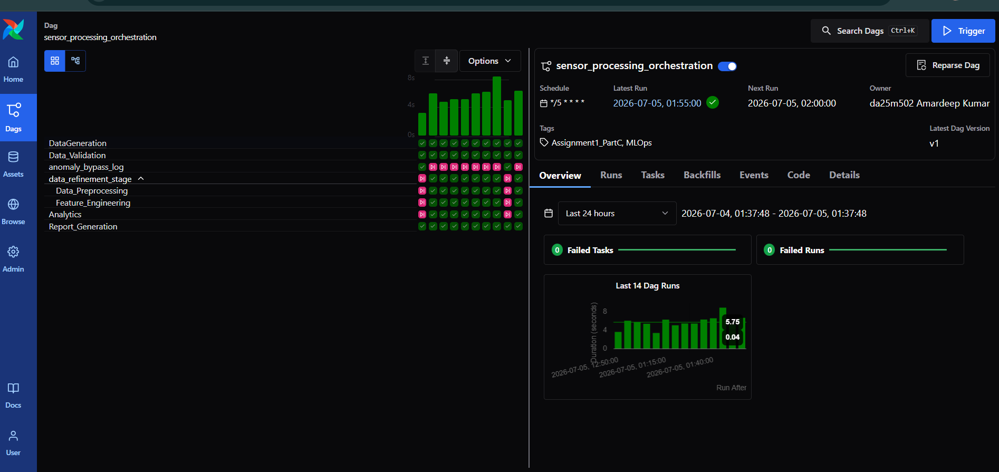 Home
Dags
Assets
Browse
Admin
Docs
User
Dag
sensor_processing_orchestration
Search Dags Ctrl+K
Trigger
Options
8s
4s
0s
DataGeneration
Data_Validation
anomaly_bypass_log
data_refinement_stage
Data_Preprocessing
Feature_Engineering
Analytics
Report_Generation
sensor_processing_orchestration
Reparse Dag
Schedule Latest Run Next Run Owner
*/5 * * * * 2026-07-05, 01:55:00 2026-07-05, 02:00:00 da25m502 Amardeep Kumar
Tags Latest Dag Version
Assignment1_PartC, MLOps v1
Overview Runs Tasks Backfills Events Code Details
Last 24 hours 2026-07-04, 01:37:48 - 2026-07-05, 01:37:48
0 Failed Tasks 0 Failed Runs
Last 14 Dag Runs
Duration (seconds)
8
4
0
5.75
0.04
2026-07-05, 12:50:00
2026-07-05, 01:15:00
2026-07-05, 01:40:00
Run After